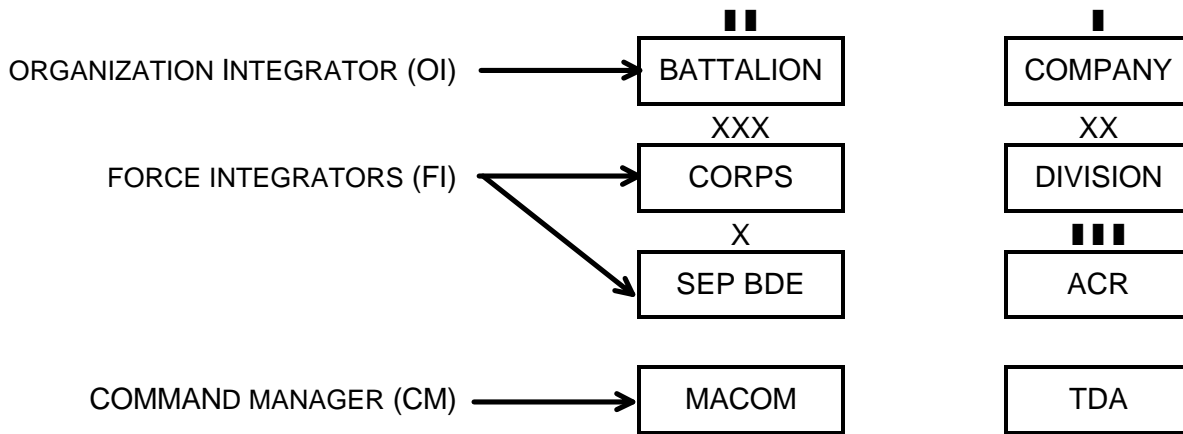 ORGANIZATION INTEGRATOR (OI) BATTALION COMPANY
XXX XX
FORCE INTEGRATORS (FI) CORPS DIVISION
X
SEP BDE ACR
COMMAND MANAGER (CM) MACOM TDA